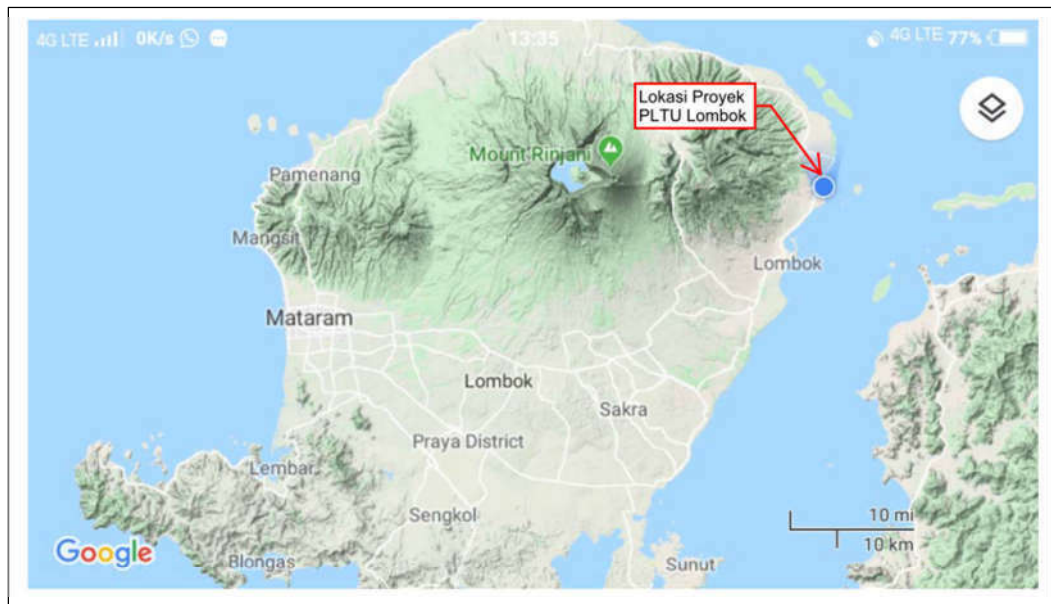 4G LTE 0K/s 13:35 4G LTE 77%
Lokasi Proyek
PLTU Lombok
Mount Rinjani
Pamenang
Mangsit
Lombok
Mataram
Lombok
Sakra
Praya District
Lembar
Sengkol
10 mi
10 km
Google
Blongas
Sunut